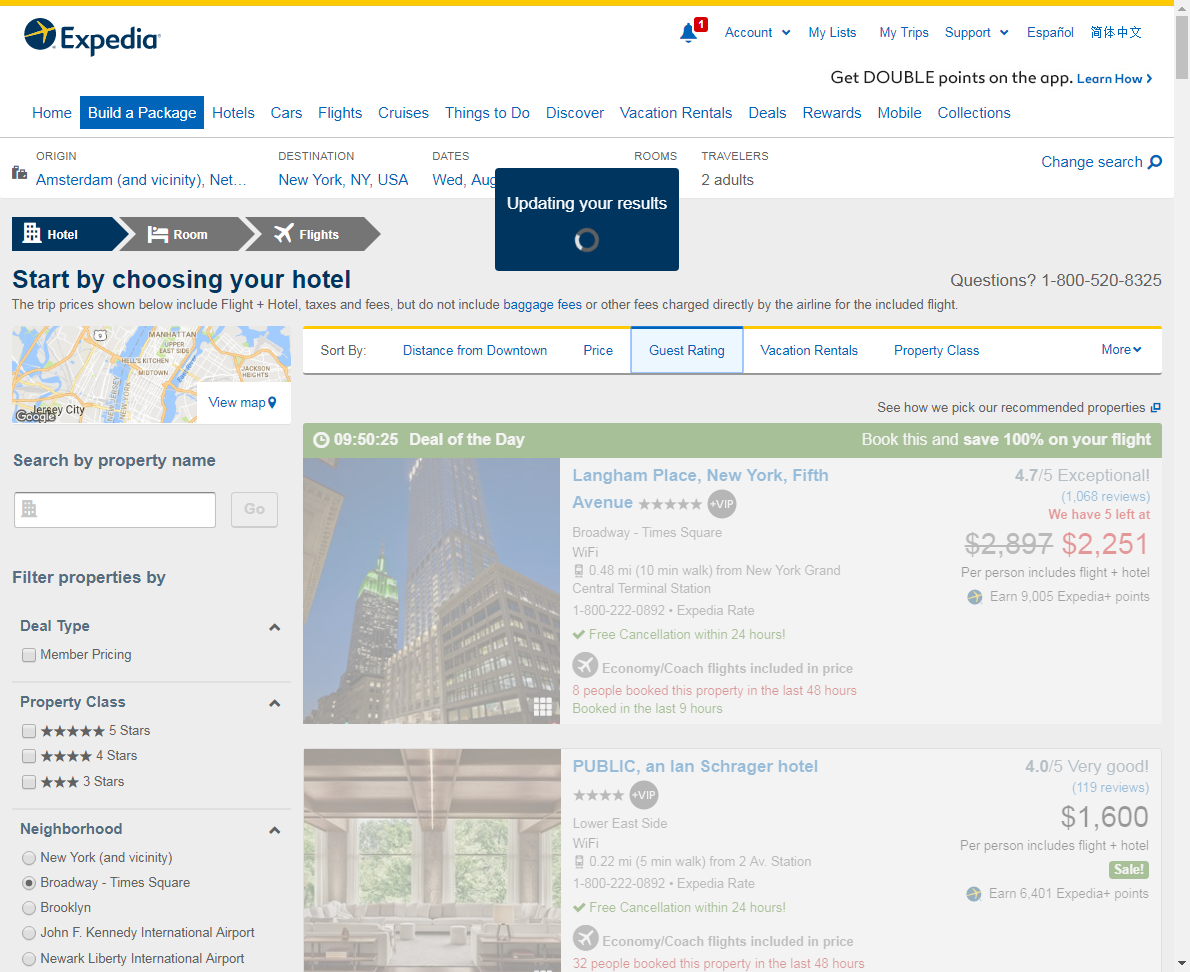 Expedia
1
Account
My Lists
My Trips
Support
Español
简体中文
Get DOUBLE points on the app. Learn How
Home
Build a Package
Hotels
Cars
Flights
Cruises
Things to Do
Discover
Vacation Rentals
Deals
Rewards
Mobile
Collections
ORIGIN
Amsterdam (and vicinity), Net...
DESTINATION
New York, NY, USA
DATES
Wed, Aug
ROOMS
TRAVELERS
2 adults
Change search
Updating your results
Hotel
Room
Flights
Start by choosing your hotel
Questions? 1-800-520-8325
The trip prices shown below include Flight + Hotel, taxes and fees, but do not include baggage fees or other fees charged directly by the airline for the included flight.
9
MANHATTAN
UPPER EAST SIDE
HELL'S KITCHEN
MIDTOWN
JACKSON HEIGHTS
NEW JERSEY
NEW YORK
East River
Jersey City
Google
View map
Sort By:
Distance from Downtown
Price
Guest Rating
Vacation Rentals
Property Class
More
See how we pick our recommended properties
Search by property name
Go
Filter properties by
Deal Type
Member Pricing
Property Class
5 Stars
4 Stars
3 Stars
Neighborhood
New York (and vicinity)
Broadway - Times Square
Brooklyn
John F. Kennedy International Airport
Newark Liberty International Airport
09:50:25 Deal of the Day
Book this and save 100% on your flight
Langham Place, New York, Fifth
Avenue
+VIP
Broadway - Times Square
WiFi
0.48 mi (10 min walk) from New York Grand
Central Terminal Station
1-800-222-0892 • Expedia Rate
Free Cancellation within 24 hours!
Economy/Coach flights included in price
8 people booked this property in the last 48 hours
Booked in the last 9 hours
4.7/5 Exceptional!
(1,068 reviews)
We have 5 left at
$2,897 $2,251
Per person includes flight + hotel
Earn 9,005 Expedia+ points
PUBLIC, an Ian Schrager hotel
+VIP
Lower East Side
WiFi
0.22 mi (5 min walk) from 2 Av. Station
1-800-222-0892 • Expedia Rate
Free Cancellation within 24 hours!
Economy/Coach flights included in price
32 people booked this property in the last 48 hours
4.0/5 Very good!
(119 reviews)
$1,600
Per person includes flight + hotel
Sale!
Earn 6,401 Expedia+ points